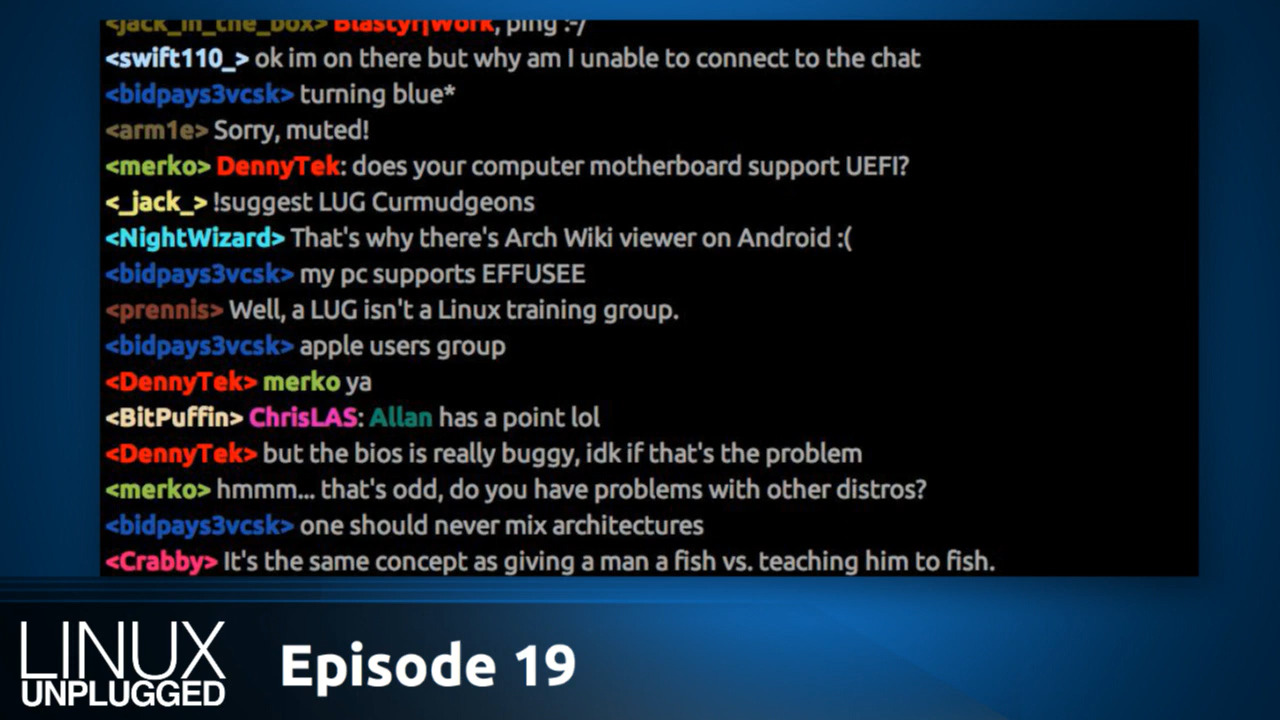 <jack_in_the_box> Blastyr|Work, ping :-/
<swift110_> ok im on there but why am I unable to connect to the chat
<bidpays3vcsk> turning blue*
<arm1e> Sorry, muted!
<merko> DennyTek: does your computer motherboard support UEFI?
<_jack_> !suggest LUG Curmudgeons
<NightWizard> That's why there's Arch Wiki viewer on Android :(
<bidpays3vcsk> my pc supports EFFUSEE
<prennis> Well, a LUG isn't a Linux training group.
<bidpays3vcsk> apple users group
<DennyTek> merko ya
<BitPuffin> ChrisLAS: Allan has a point lol
<DennyTek> but the bios is really buggy, idk if that's the problem
<merko> hmmm... that's odd, do you have problems with other distros?
<bidpays3vcsk> one should never mix architectures
<Crabby> It's the same concept as giving a man a fish vs. teaching him to fish.
LINUX
UNPLUGGED
Episode 19